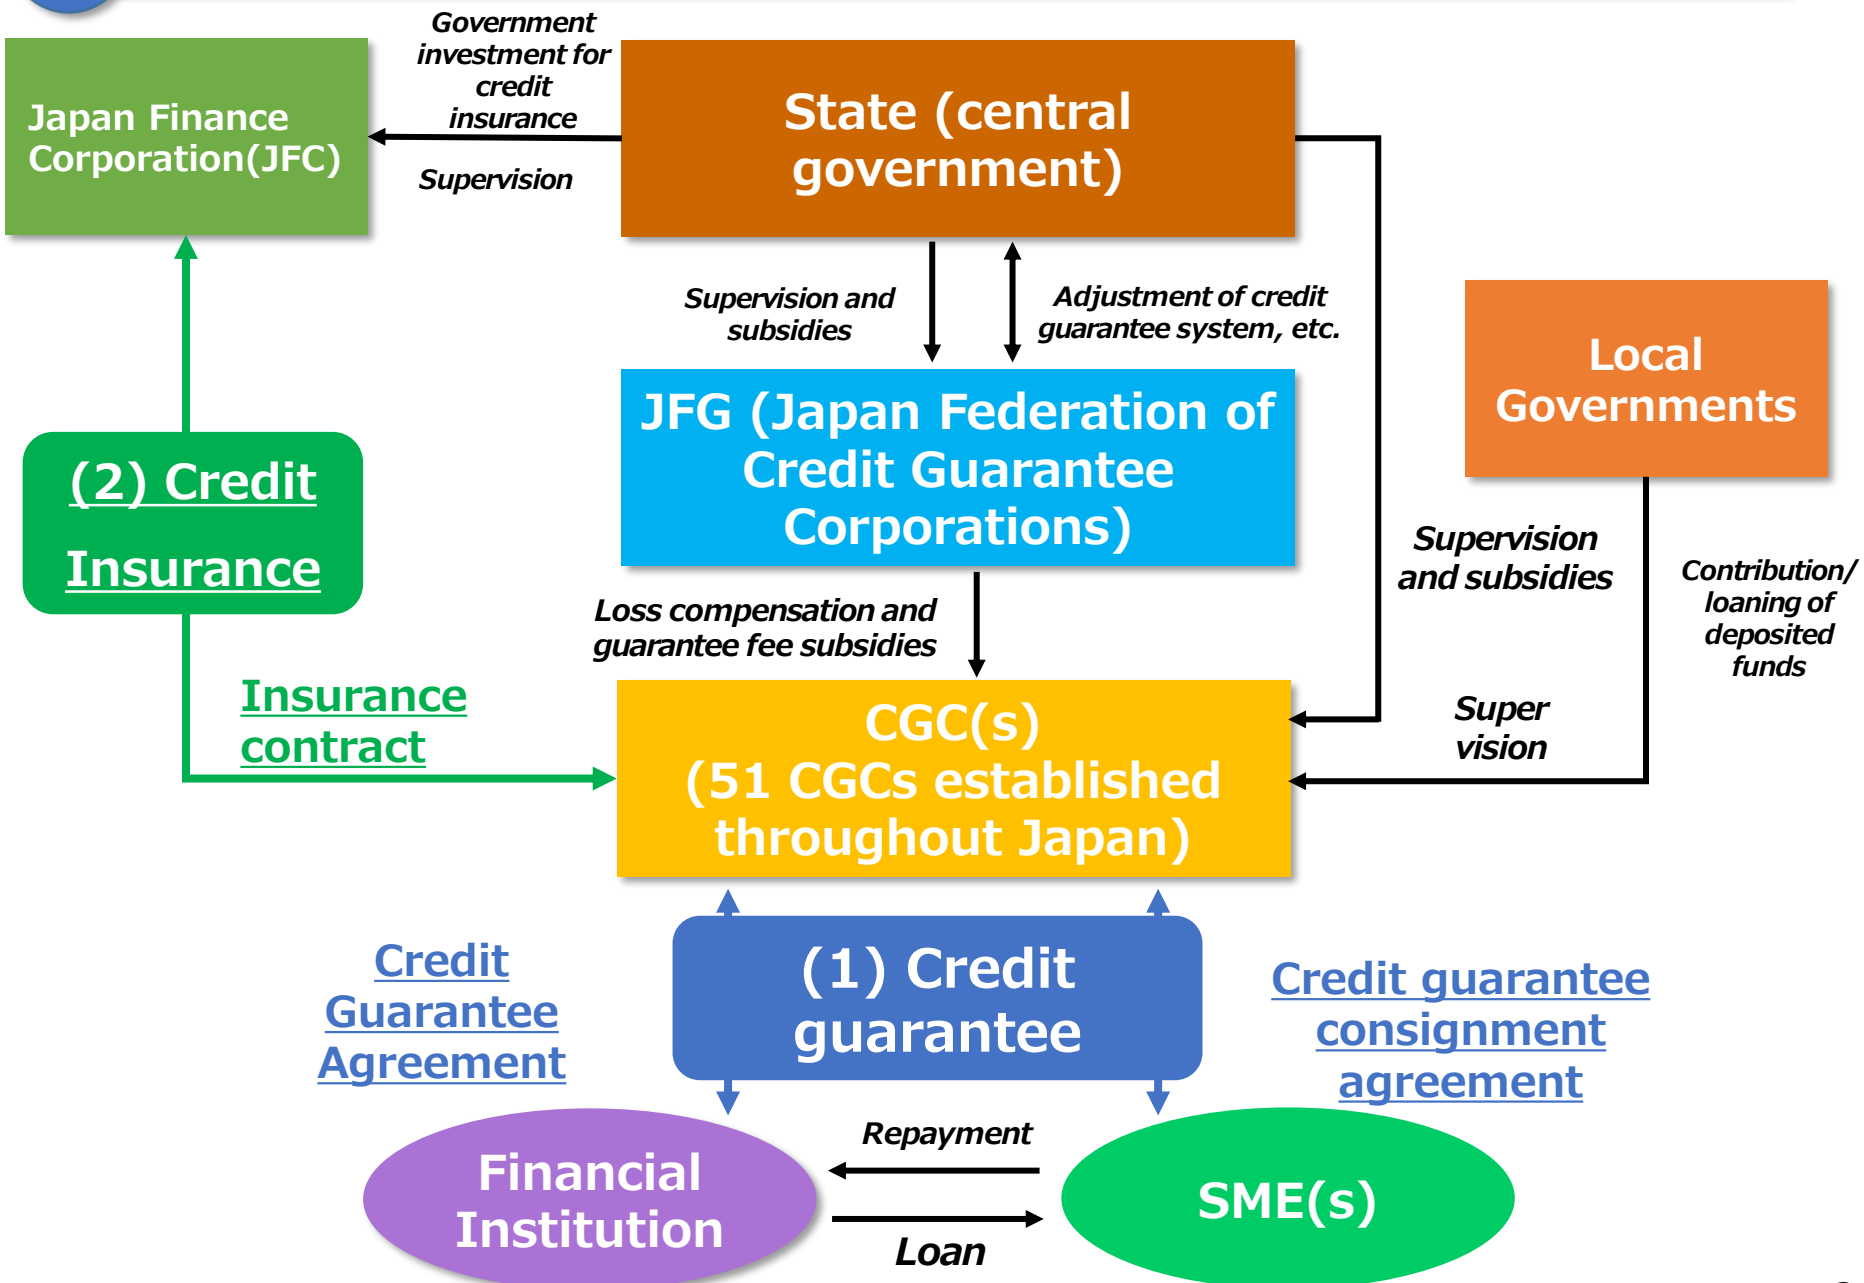 Government
investment for
credit
insurance
Japan Finance
Corporation(JFC)
Supervision
State (central
government)
Supervision and
subsidies
Adjustment of credit
guarantee system, etc.
JFG (Japan Federation of
Credit Guarantee
Corporations)
Local
Governments
(2) Credit
Insurance
Supervision
and subsidies
Contribution/
loaning of
deposited
funds
Loss compensation and
guarantee fee subsidies
Insurance
contract
CGC(s)
(51 CGCs established
throughout Japan)
Super
vision
Credit
Guarantee
Agreement
(1) Credit
guarantee
Credit guarantee
consignment
agreement
Repayment
Financial
Institution
Loan
SME(s)